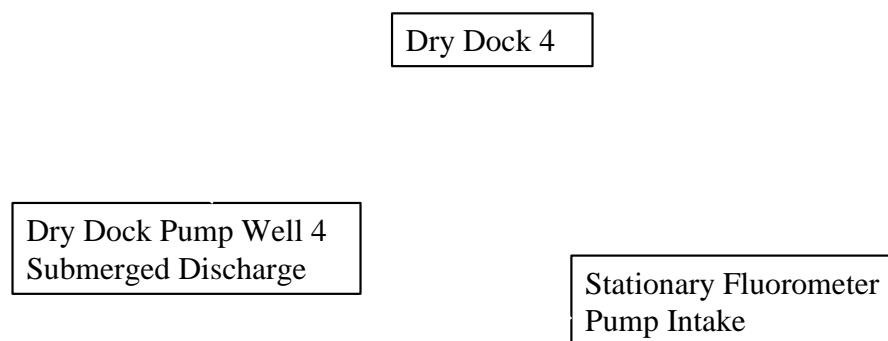 Dry Dock 4
Dry Dock Pump Well 4
Submerged Discharge
Stationary Fluorometer
Pump Intake